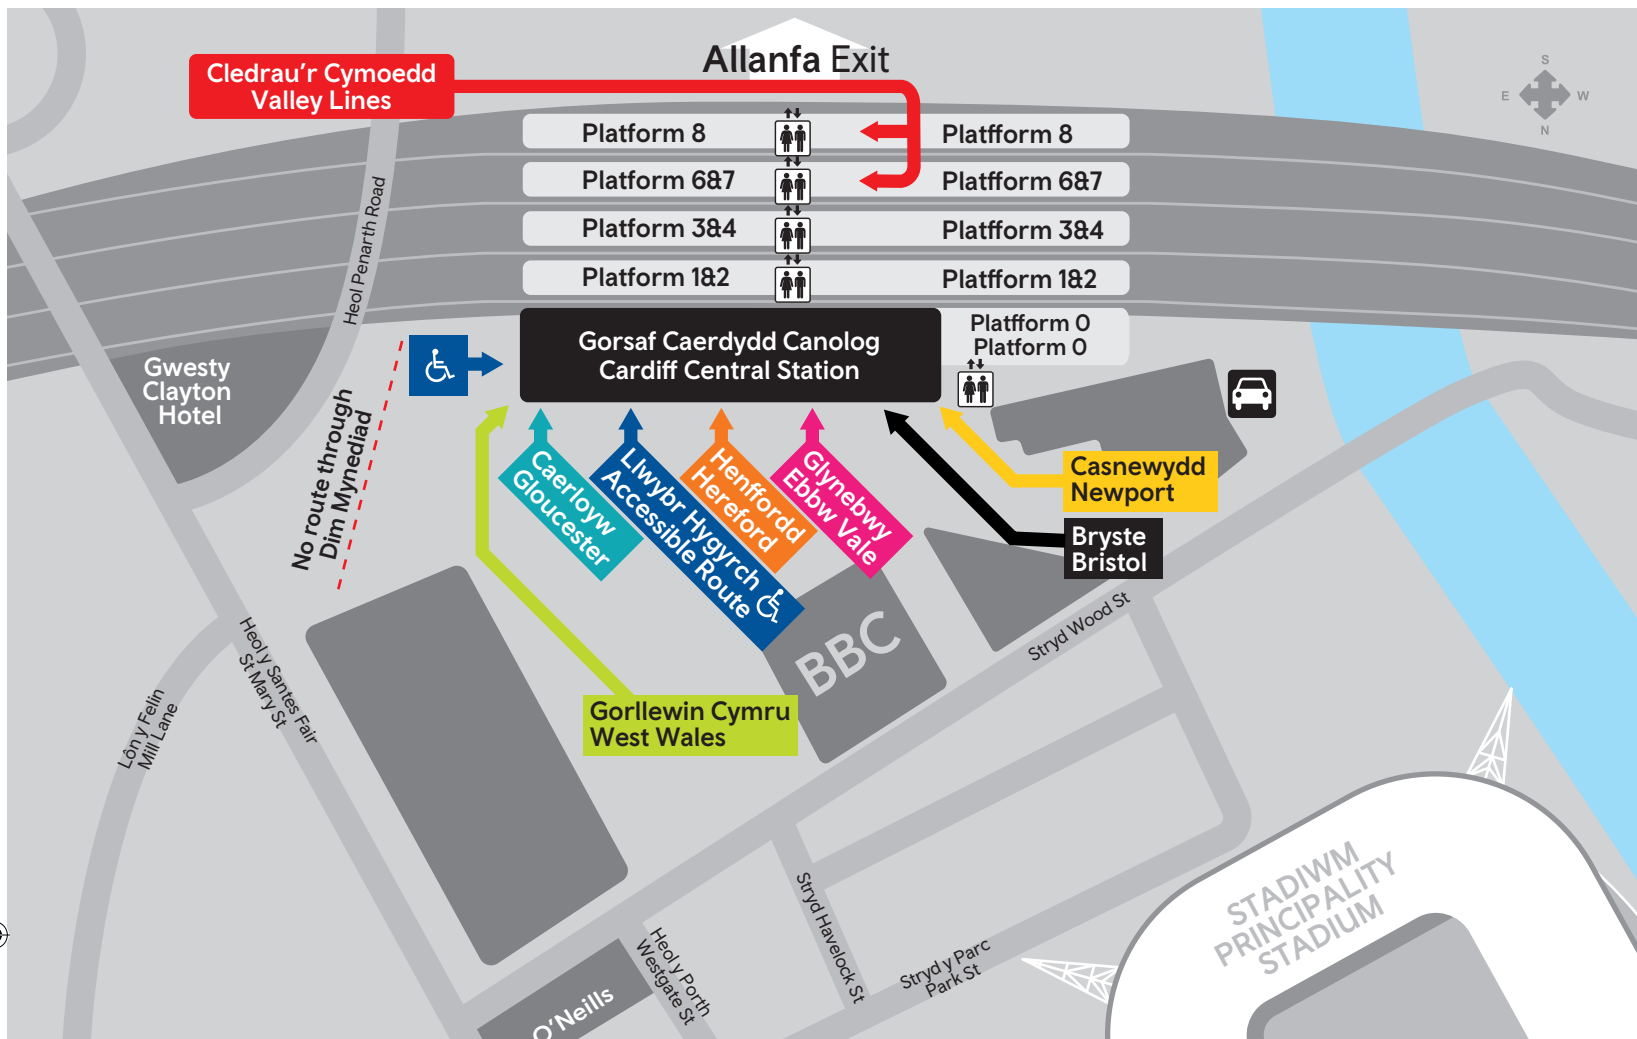 Allanfa Exit
Cledrau'r Cymoedd
Valley Lines
S
E
W
N
Platform 8
Platfform 8
Platform 6&7
Platfform 6&7
Platform 3&4
Platfform 3&4
Platform 1&2
Platfform 1&2
Platfform 0
Platform 0
Gorsaf Caerdydd Canolog
Cardiff Central Station
Heol Penarth Road
Gwesty
Clayton
Hotel
No route through
Dim Mynediad
Caerloyw
Gloucester
Llwybr Hygyrch
Accessible Route
Henffordd
Hereford
Glynebwy
Ebbw Vale
Casnewydd
Newport
Bryste
Bristol
BBC
Stryd Wood St
Gorllewin Cymru
West Wales
Heol y Santes Fair
St Mary St
Lôn y Felin
Mill Lane
Stryd Havelock St
Heol y Porth
Westgate St
Stryd y Parc
Park St
O'Neills
STADIWM
PRINCIPALITY
STADIUM